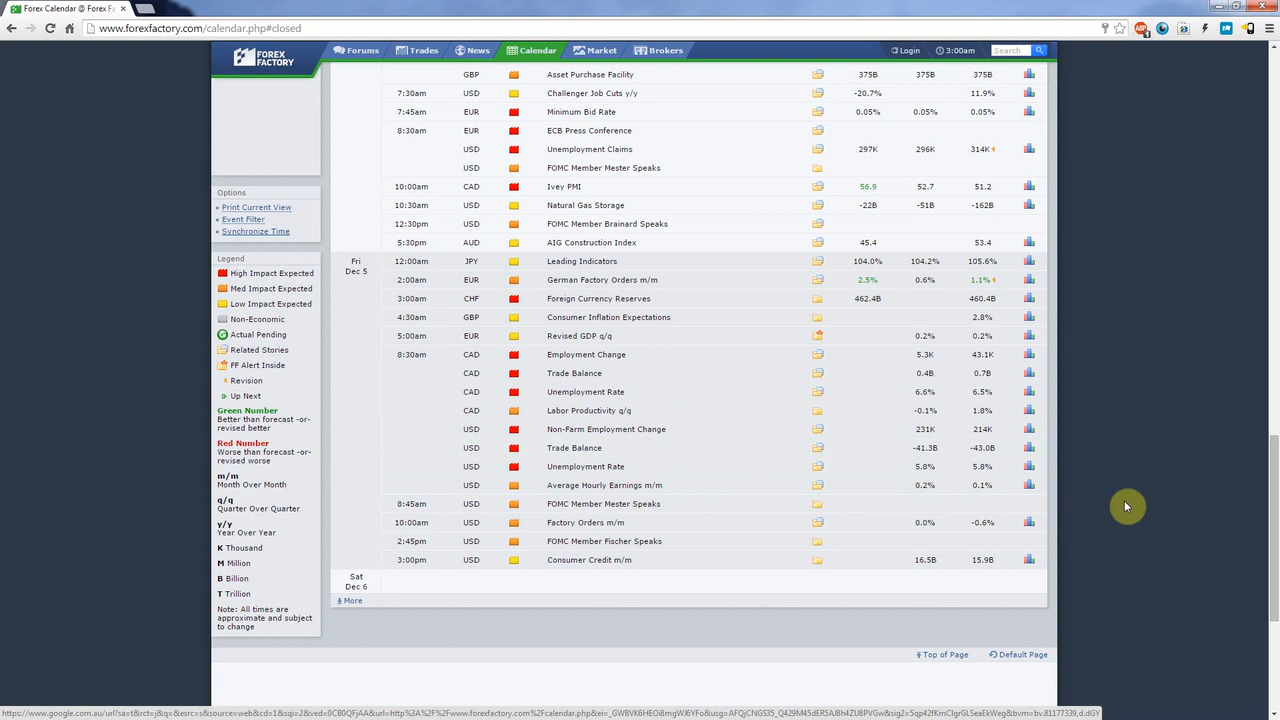 Forex Calendar @ Forex Fac
www.forexfactory.com/calendar.php#closed
FOREX FACTORY
Forums Trades News Calendar Market Brokers Login 3:00am Search
GBP Asset Purchase Facility 375B 375B 375B
7:30am USD Challenger Job Cuts y/y -20.7% 11.9%
7:45am EUR Minimum Bid Rate 0.05% 0.05% 0.05%
8:30am EUR ECB Press Conference
USD Unemployment Claims 297K 296K 314K
USD FOMC Member Mester Speaks
10:00am CAD Ivey PMI 56.9 52.7 51.2
10:30am USD Natural Gas Storage -22B -51B -162B
12:30pm USD FOMC Member Brainard Speaks
5:30pm AUD AIG Construction Index 45.4 53.4
Fri Dec 5 12:00am JPY Leading Indicators 104.0% 104.2% 105.6%
2:00am EUR German Factory Orders m/m 2.5% 0.6% 1.1%
3:00am CHF Foreign Currency Reserves 462.4B 460.4B
4:30am GBP Consumer Inflation Expectations 2.8%
5:00am EUR Revised GDP q/q 0.2% 0.2%
8:30am CAD Employment Change 5.3K 43.1K
CAD Trade Balance 0.4B 0.7B
CAD Unemployment Rate 6.6% 6.5%
CAD Labor Productivity q/q -0.1% 1.8%
USD Non-Farm Employment Change 231K 214K
USD Trade Balance -41.3B -43.0B
USD Unemployment Rate 5.8% 5.8%
USD Average Hourly Earnings m/m 0.2% 0.1%
8:45am USD FOMC Member Mester Speaks
10:00am USD Factory Orders m/m 0.0% -0.6%
2:45pm USD FOMC Member Fischer Speaks
3:00pm USD Consumer Credit m/m 16.5B 15.9B
Sat Dec 6
More
Options
Print Current View
Event Filter
Synchronize Time
Legend
High Impact Expected
Med Impact Expected
Low Impact Expected
Non-Economic
Actual Pending
Related Stories
FF Alert Inside
Revision
Up Next
Green Number
Better than forecast -or-
revised better
Red Number
Worse than forecast -or-
revised worse
m/m
Month Over Month
q/q
Quarter Over Quarter
y/y
Year Over Year
K Thousand
M Million
B Billion
T Trillion
Note: All times are
approximate and subject
to change
Top of Page Default Page